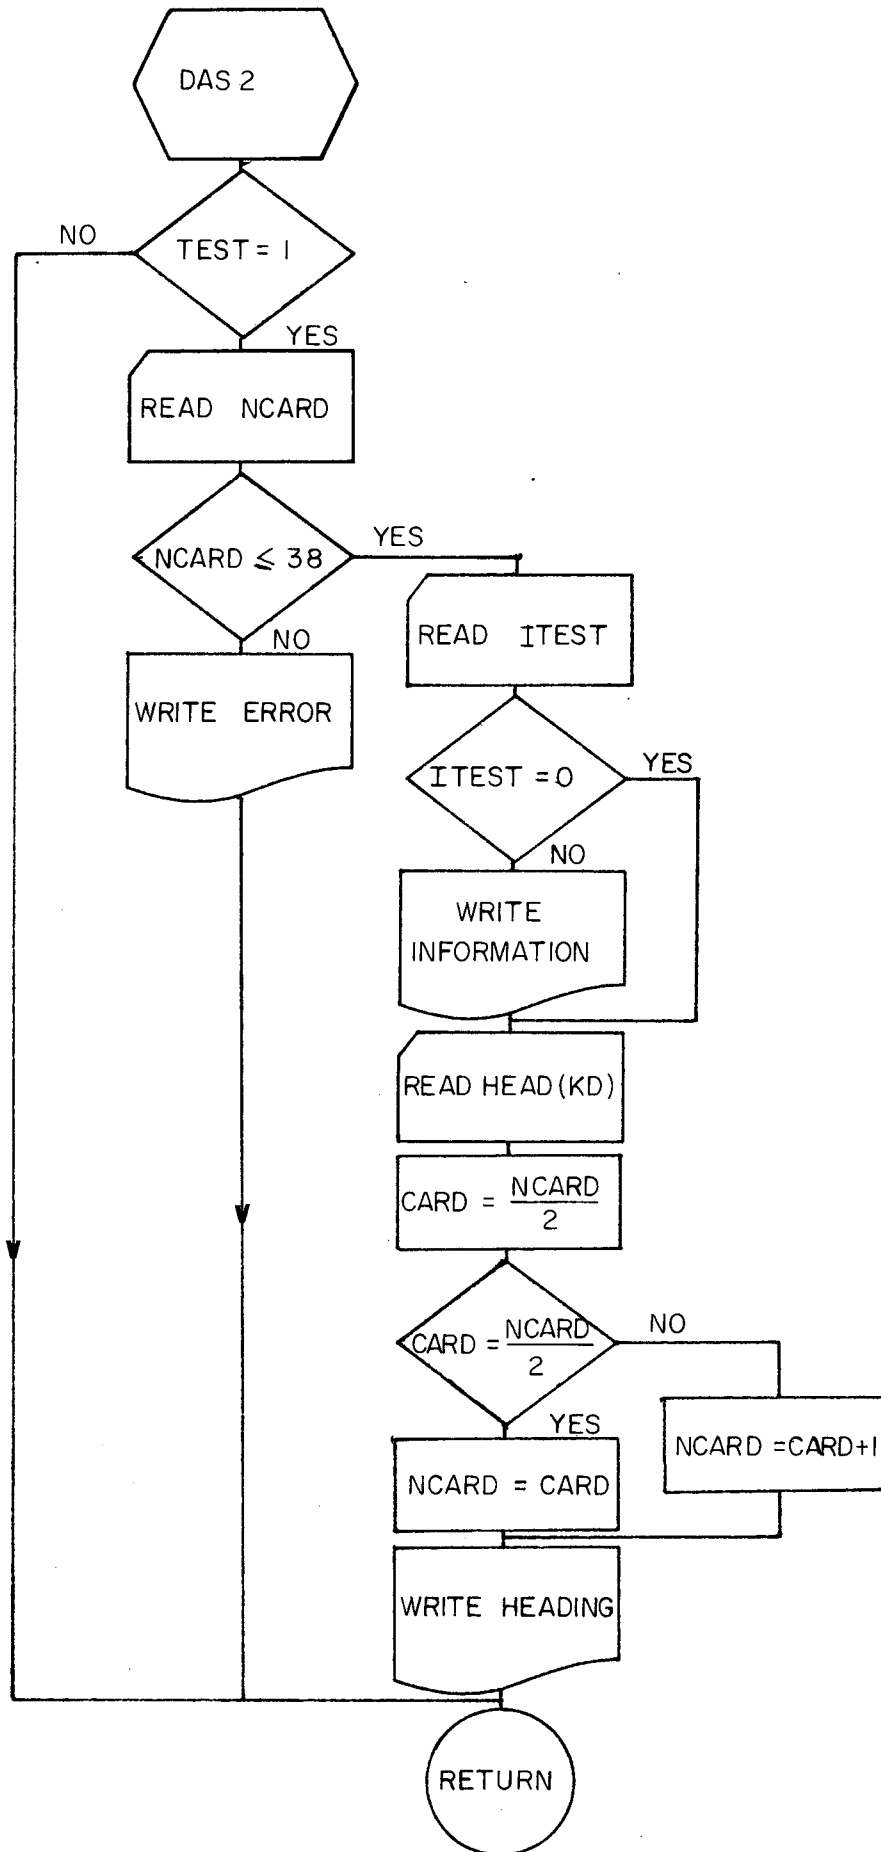 DAS 2
NO
TEST = 1
YES
READ NCARD
NCARD ≤ 38
YES
NO
WRITE ERROR
READ ITEST
ITEST = 0
YES
NO
WRITE
INFORMATION
READ HEAD (KD)
CARD = NCARD
2
CARD = NCARD
2
NO
YES
NCARD = CARD
NCARD = CARD+1
WRITE HEADING
RETURN